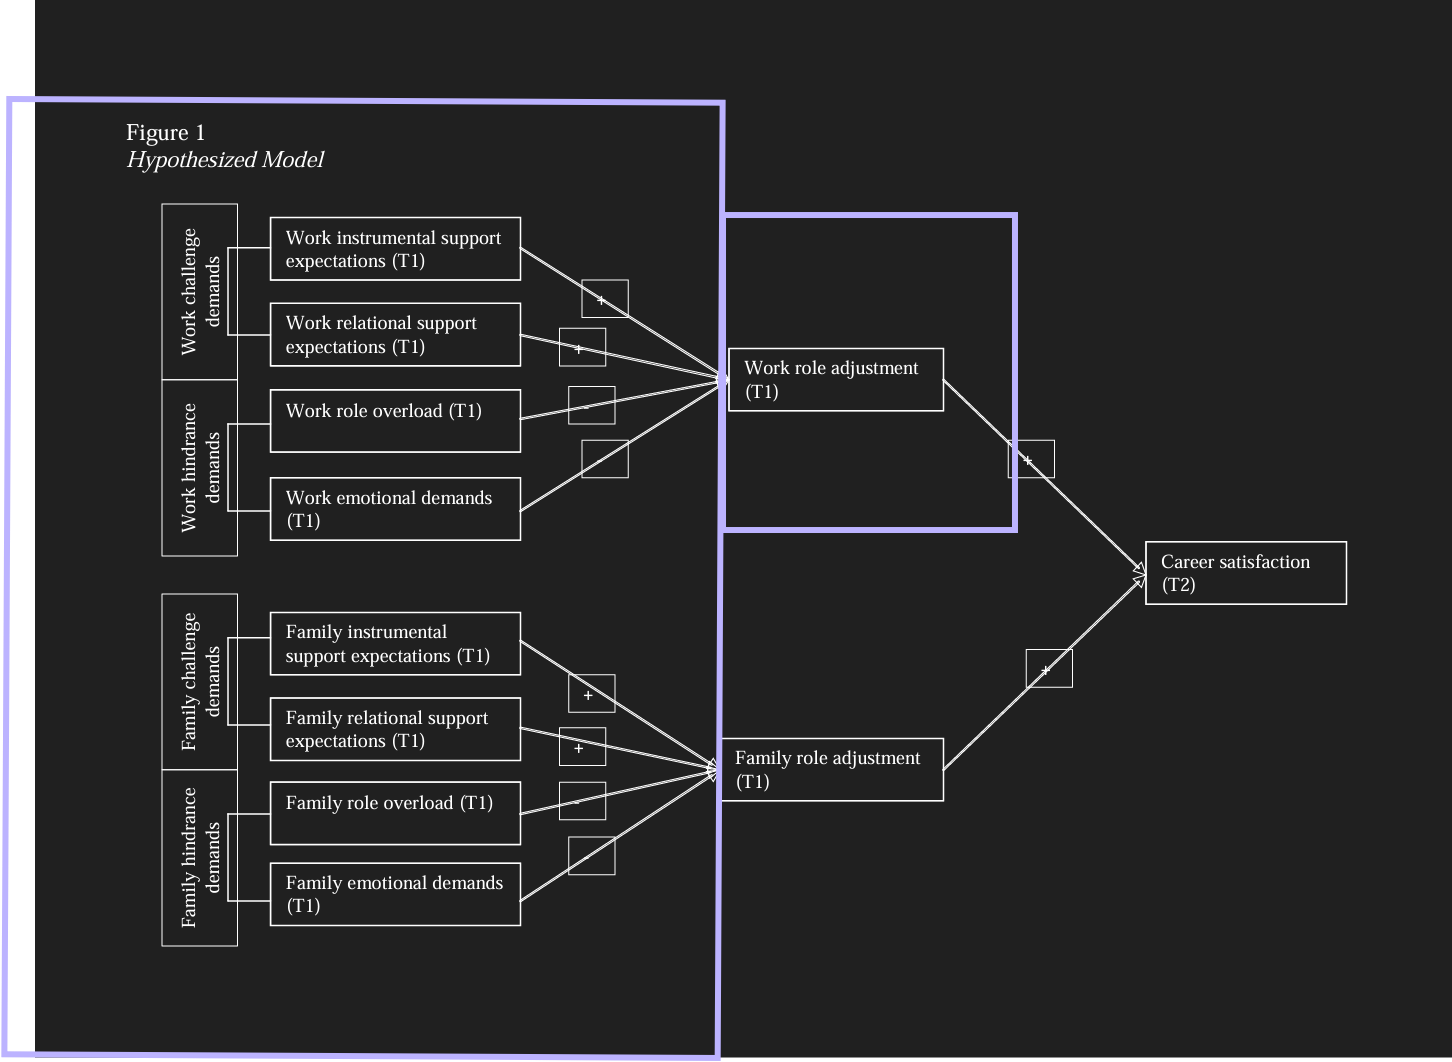 Figure 1
Hypothesized Model
Work challenge
demands
Work instrumental support
expectations (T1)
+
Work relational support
expectations (T1)
+
Work hindrance
demands
Work role overload (T1)
-
Work emotional demands
(T1)
-
Work role adjustment
(T1)
+
Career satisfaction
(T2)
Family challenge
demands
Family instrumental
support expectations (T1)
+
Family relational support
expectations (T1)
+
Family hindrance
demands
Family role overload (T1)
-
Family emotional demands
(T1)
-
Family role adjustment
(T1)
+